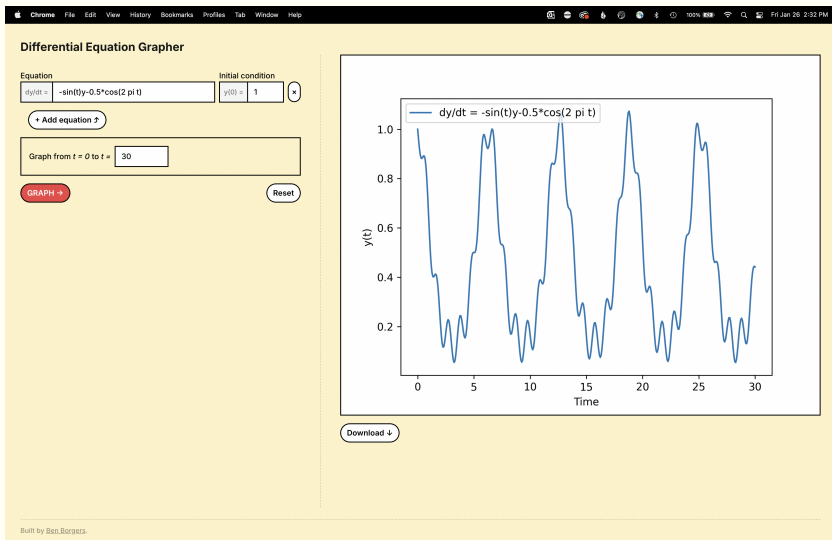 Chrome File Edit View History Bookmarks Profiles Tab Window Help
100% Fri Jan 26 2:32 PM
Differential Equation Grapher
Equation Initial condition
dy/dt = -sin(t)y-0.5*cos(2 pi t) y(0) = 1 ×
+ Add equation ↑
Graph from t = 0 to t = 30
GRAPH → Reset
dy/dt = -sin(t)y-0.5*cos(2 pi t)
1.0
0.8
0.6
0.4
0.2
y(t)
0 5 10 15 20 25 30
Time
Download ↓
Built by Ben Borgers.